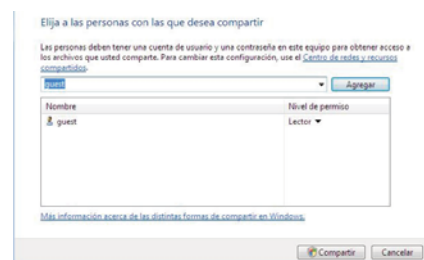 Elija a las personas con las que desea compartir
Las personas deben tener una cuenta de usuario y una contraseña en este equipo para obtener acceso a
los archivos que usted comparte. Para cambiar esta configuración, use el Centro de redes y recursos
compartidos.
guest
Agregar
Nombre Nivel de permiso
guest Lector
Más información acerca de las distintas formas de compartir en Windows.
Compartir Cancelar